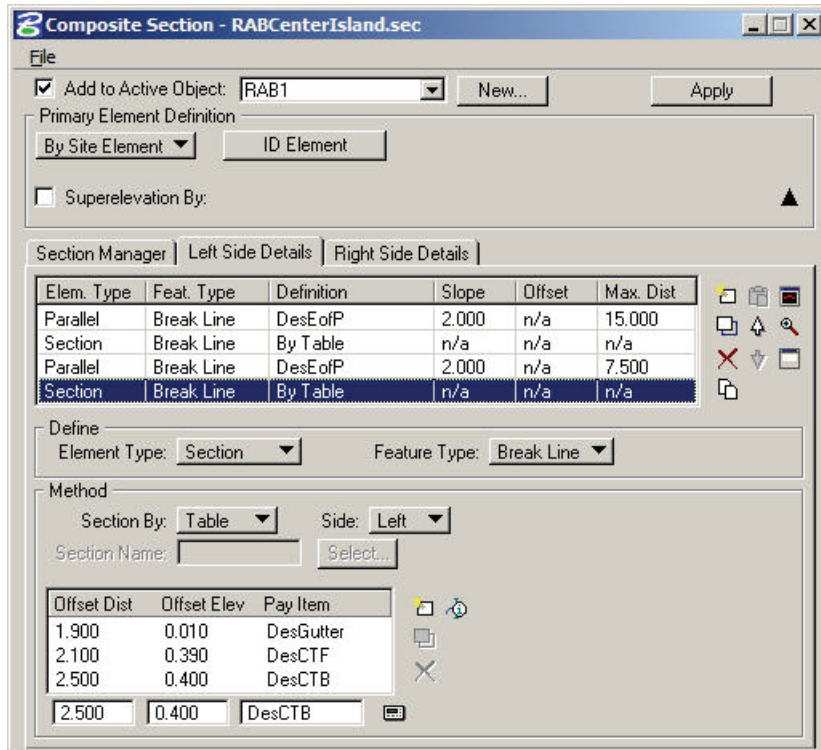 Composite Section - RABCenterIsland.sec
File
Add to Active Object: RAB1 New... Apply
Primary Element Definition
By Site Element ID Element
Superelevation By:
Section Manager Left Side Details Right Side Details
Elem. Type Feat. Type Definition Slope Offset Max. Dist
Parallel Break Line DesEofP 2.000 n/a 15.000
Section Break Line By Table n/a n/a n/a
Parallel Break Line DesEofP 2.000 n/a 7.500
Section Break Line By Table n/a n/a n/a
Define
Element Type: Section Feature Type: Break Line
Method
Section By: Table Side: Left
Section Name: Select...
Offset Dist Offset Elev Pay Item
1.900 0.010 DesGutter
2.100 0.390 DesCTF
2.500 0.400 DesCTB
2.500 0.400 DesCTB